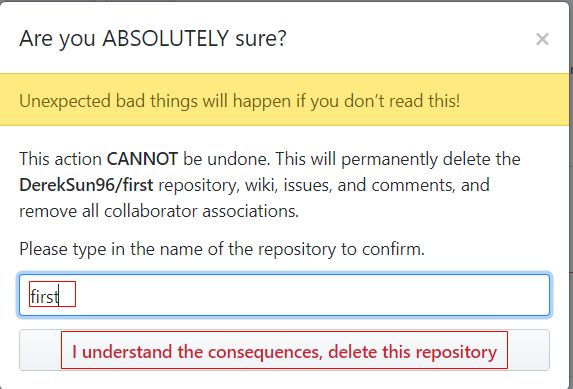 Are you ABSOLUTELY sure?
×
Unexpected bad things will happen if you don’t read this!
This action CANNOT be undone. This will permanently delete the
DerekSun96/first repository, wiki, issues, and comments, and
remove all collaborator associations.
Please type in the name of the repository to confirm.
first
I understand the consequences, delete this repository